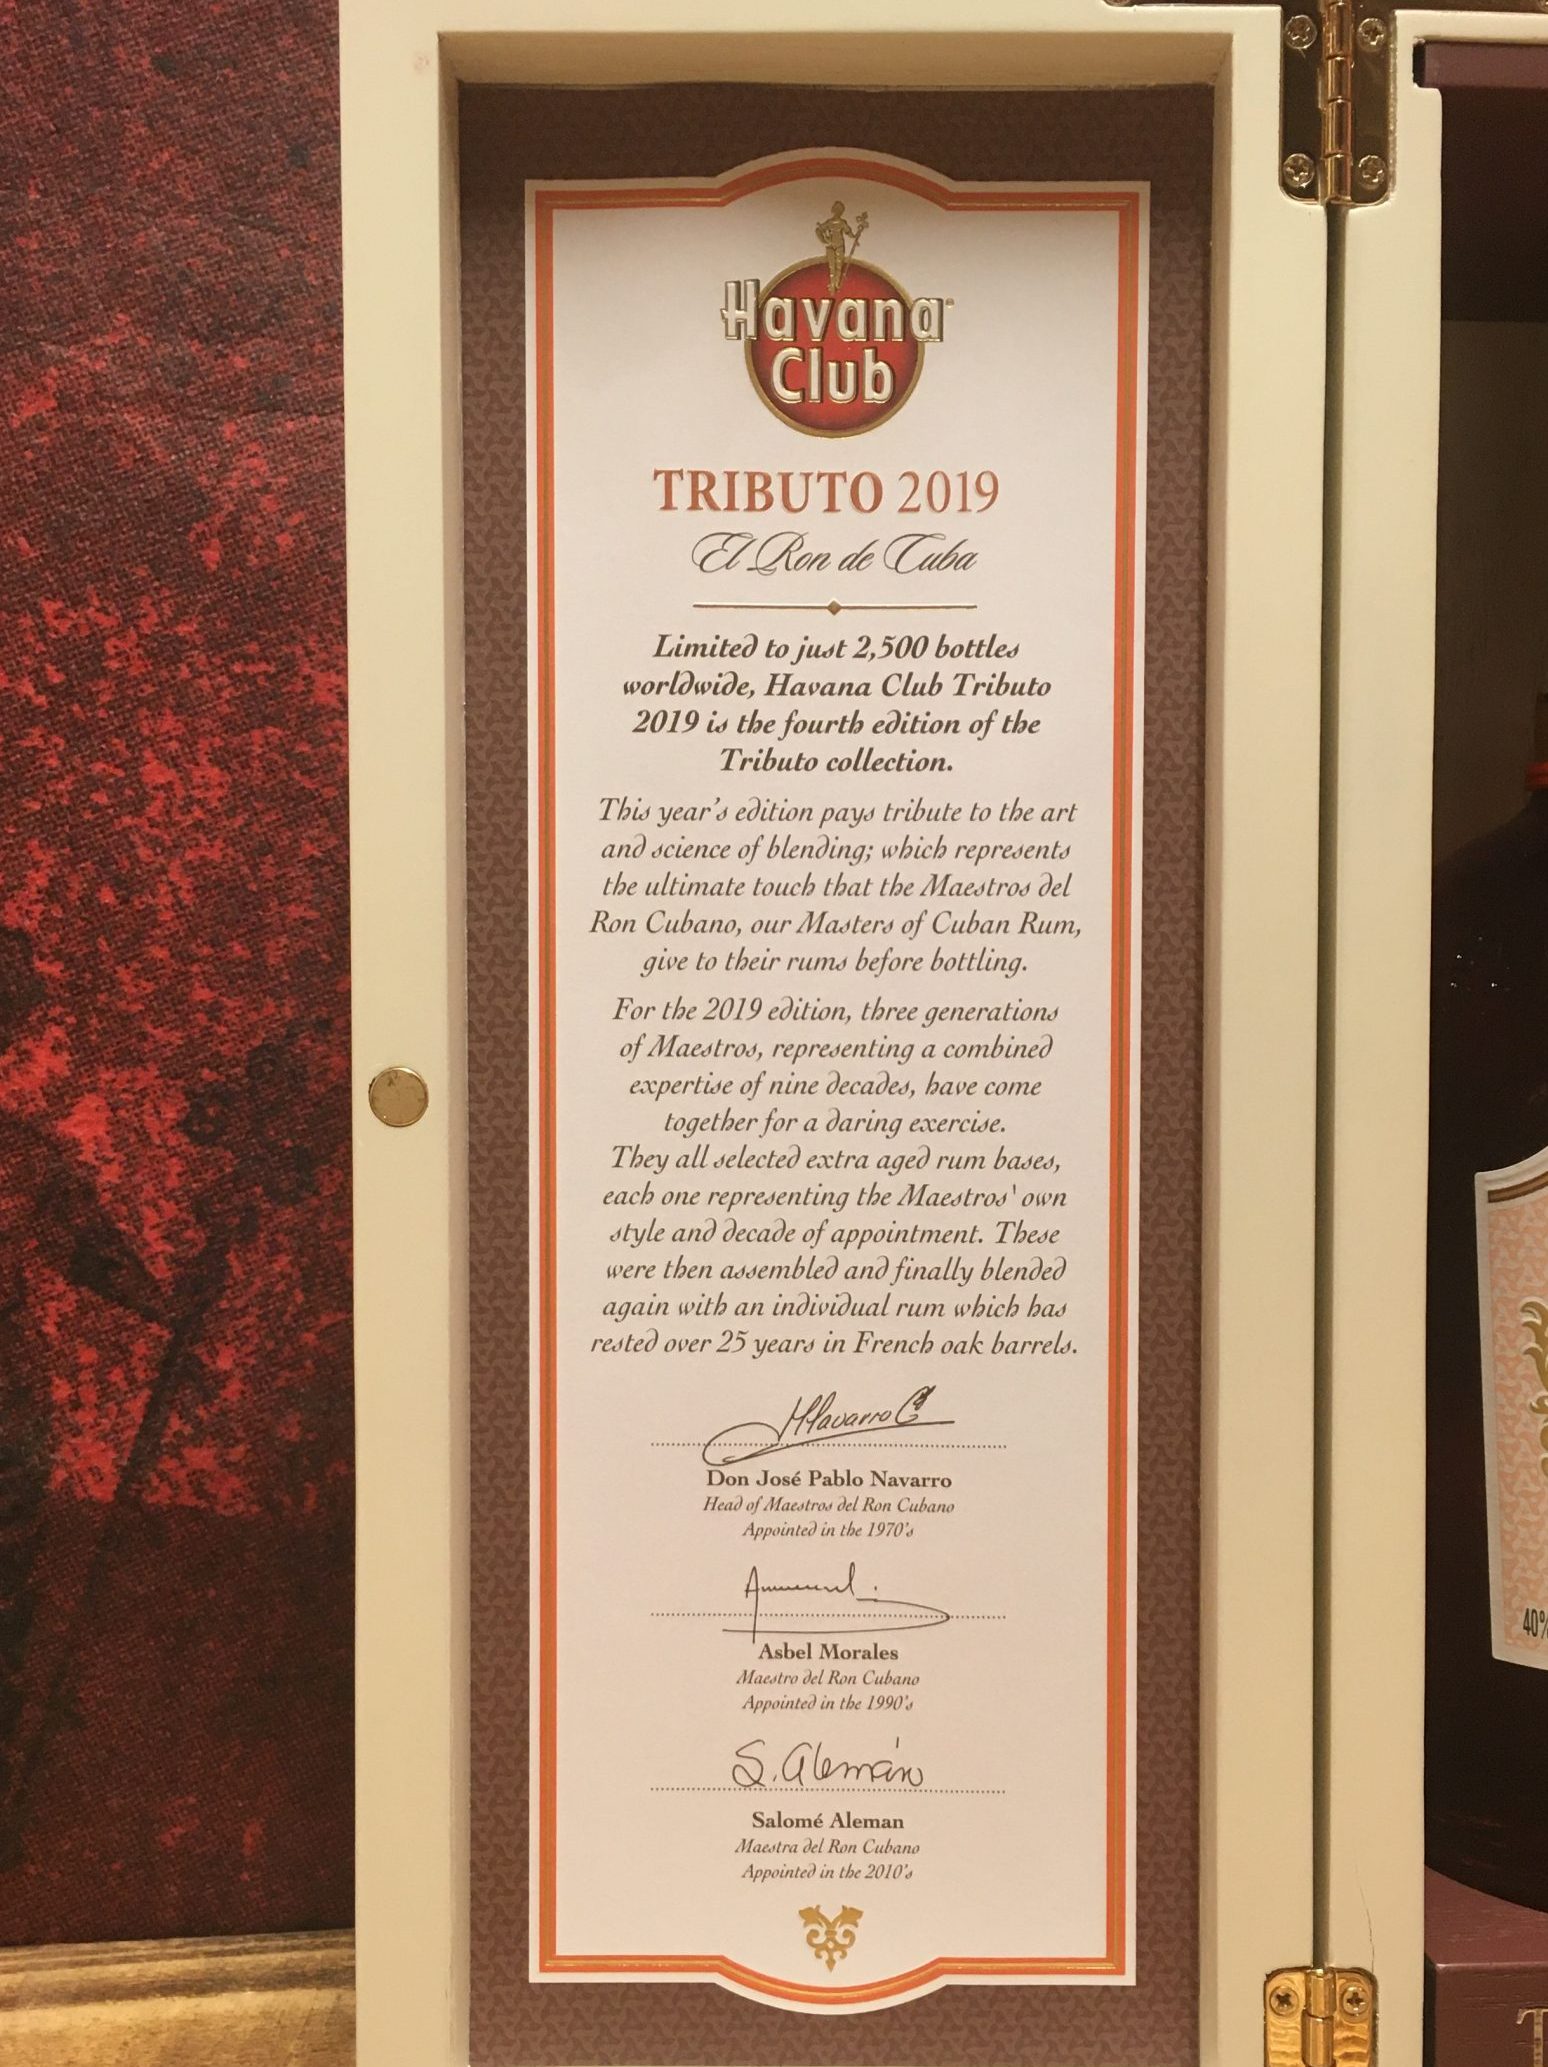 Havana
Club
TRIBUTO 2019
El Ron de Cuba
Limited to just 2,500 bottles
worldwide, Havana Club Tributo
2019 is the fourth edition of the
Tributo collection.
This year's edition pays tribute to the art
and science of blending; which represents
the ultimate touch that the Maestros del
Ron Cubano, our Masters of Cuban Rum,
give to their rums before bottling.
For the 2019 edition, three generations
of Maestros, representing a combined
expertise of nine decades, have come
together for a daring exercise.
They all selected extra aged rum bases,
each one representing the Maestros' own
style and decade of appointment. These
were then assembled and finally blended
again with an individual rum which has
rested over 25 years in French oak barrels.
Don José Pablo Navarro
Head of Maestros del Ron Cubano
Appointed in the 1970's
Asbel Morales
Maestro del Ron Cubano
Appointed in the 1990's
S. Alemán
Salomé Aleman
Maestra del Ron Cubano
Appointed in the 2010's
40%
T